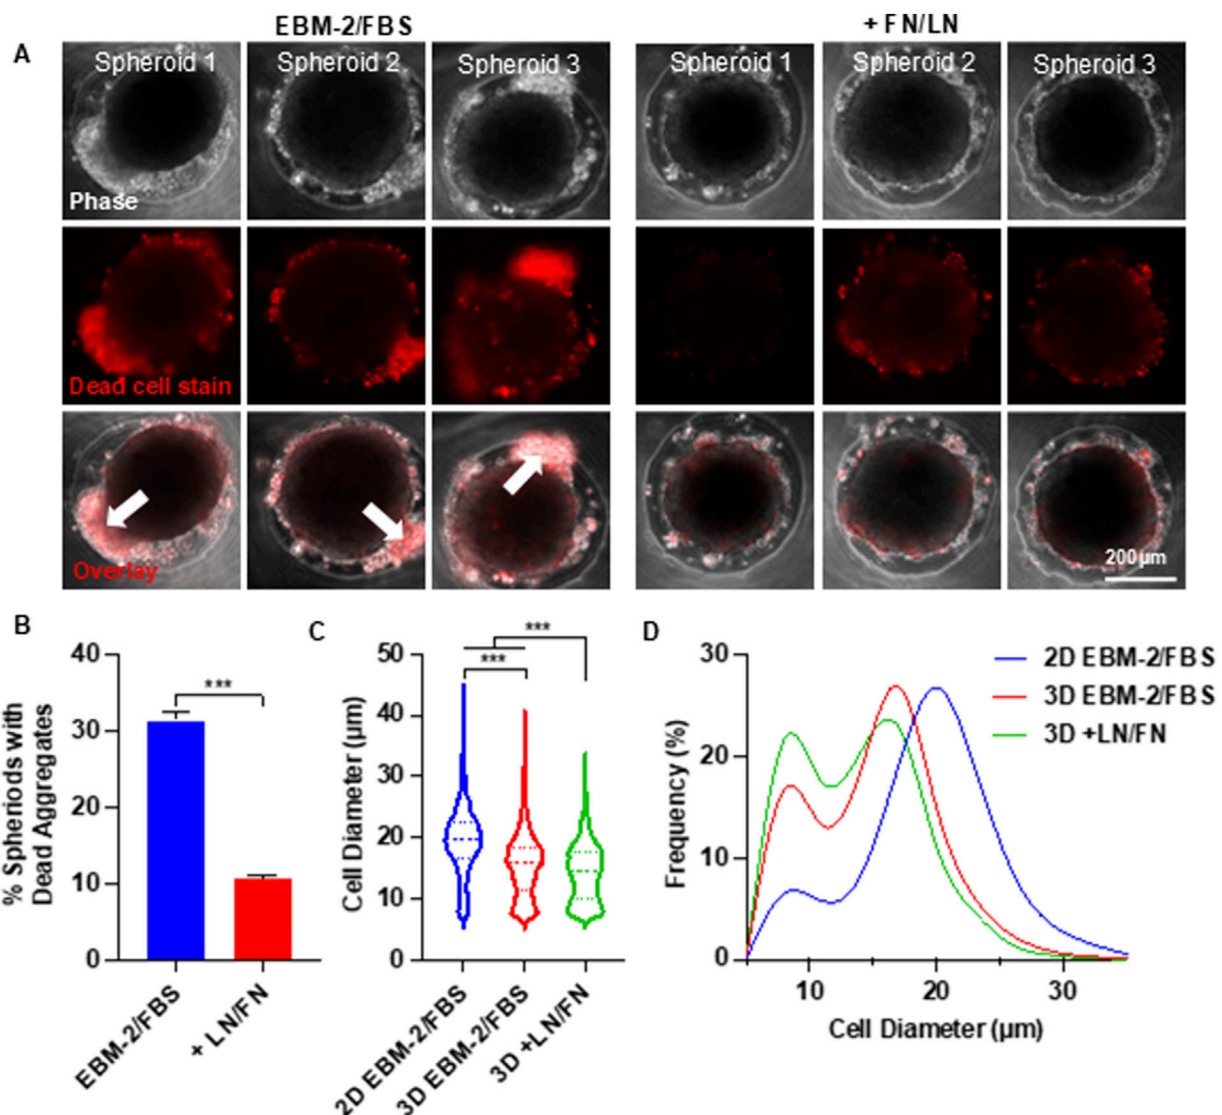 EBM-2/FBS
+ FN/LN
A
Spheroid 1
Spheroid 2
Spheroid 3
Spheroid 1
Spheroid 2
Spheroid 3
Phase
Dead cell stain
Overlay
200µm
B
% Spheriods with
Dead Aggregates
40
30
20
10
0
***
EBM-2/FBS
+ LN/FN
C
Cell Diameter (µm)
50
40
30
20
10
0
***
***
2D EBM-2/FBS
3D EBM-2/FBS
3D +LN/FN
D
Frequency (%)
30
20
10
0
10
20
30
Cell Diameter (µm)
2D EBM-2/FBS
3D EBM-2/FBS
3D +LN/FN